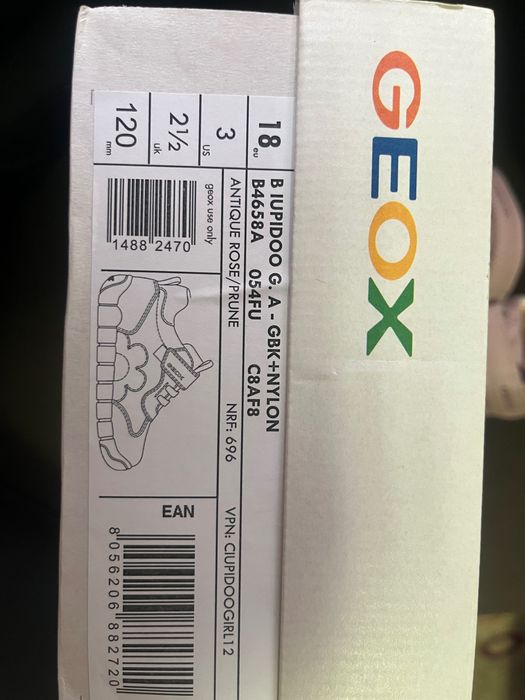 GEOX
B IUPIDOO G. A - GBK+NYLON
18 eu
B4658A 054FU C8AF8
3 US
ANTIQUE ROSE/PRUNE NRF: 696 VPN: CIUPIDOOGIRL12
2½ uk
geox use only
120 mm
1488 2470
GEOX
EAN
8 056206 882720